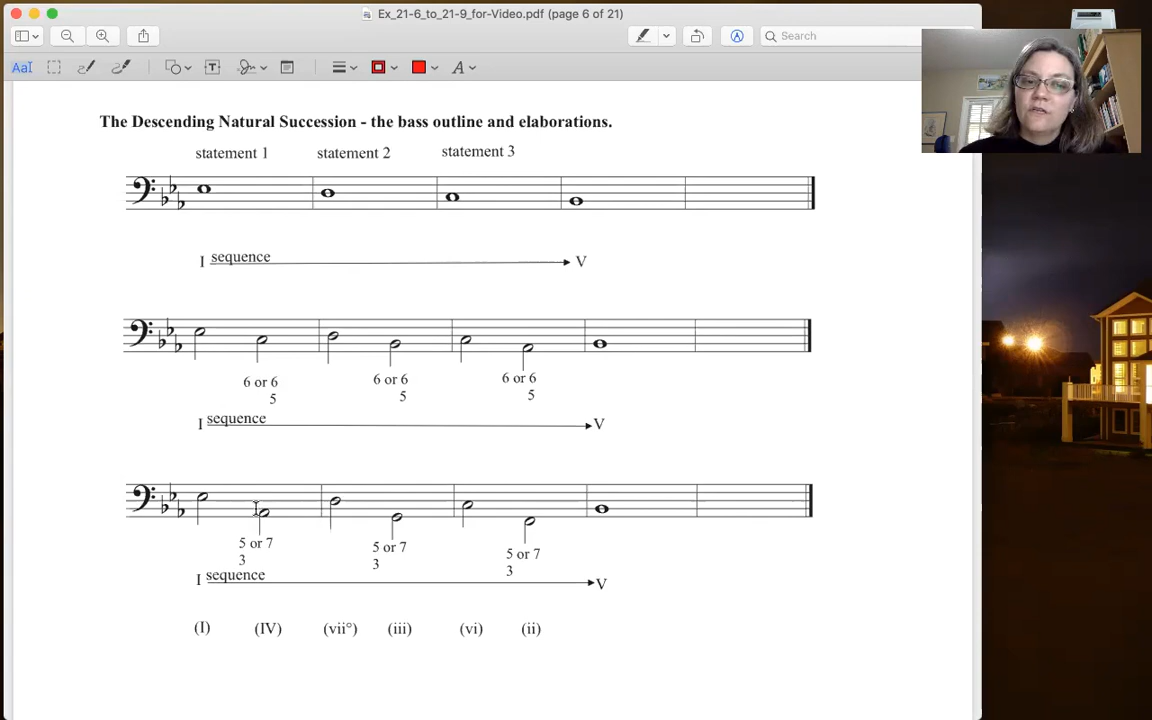 Ex_21-6_to_21-9_for-Video.pdf (page 6 of 21)
Search
The Descending Natural Succession - the bass outline and elaborations.
statement 1 statement 2 statement 3
I sequence V
6 or 6 6 or 6 6 or 6
5 5 5
I sequence V
5 or 7 5 or 7 5 or 7
3 3 3
I sequence V
(I) (IV) (vii°) (iii) (vi) (ii)